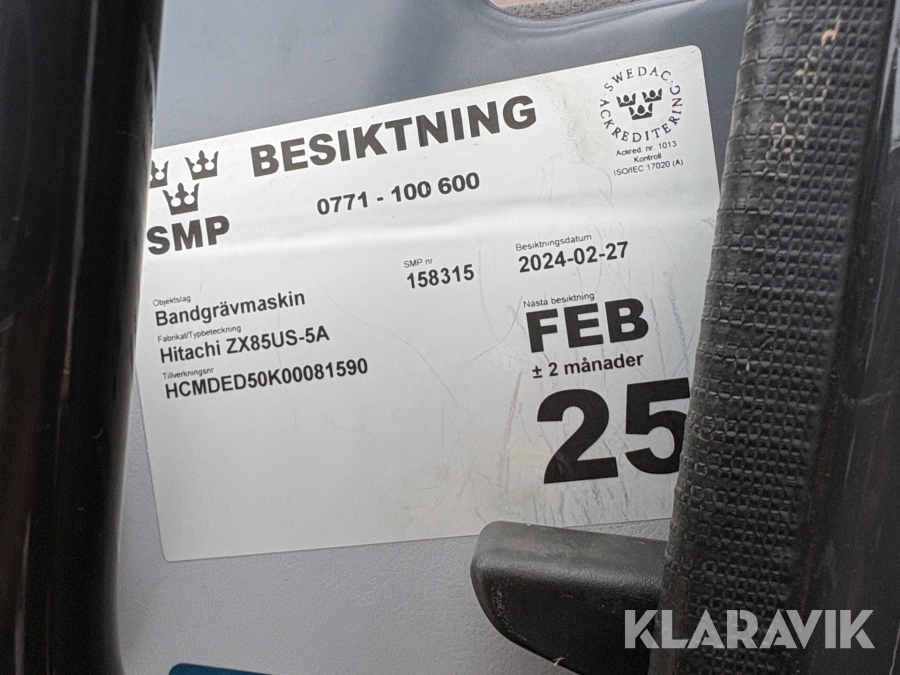 BESIKTNING
SWEDAC
ACKREDITERING
Ackred. nr. 1013
Kontroll
ISO/IEC 17020 (A)
SMP
0771 - 100 600
Objektslag
Bandgrävmaskin
SMP nr
158315
Besiktningsdatum
2024-02-27
Fabrikat/Typbeteckning
Hitachi ZX85US-5A
Tillverkningsnr
HCMDED50K00081590
Nästa besiktning
FEB
± 2 månader
25
KLARAVIK